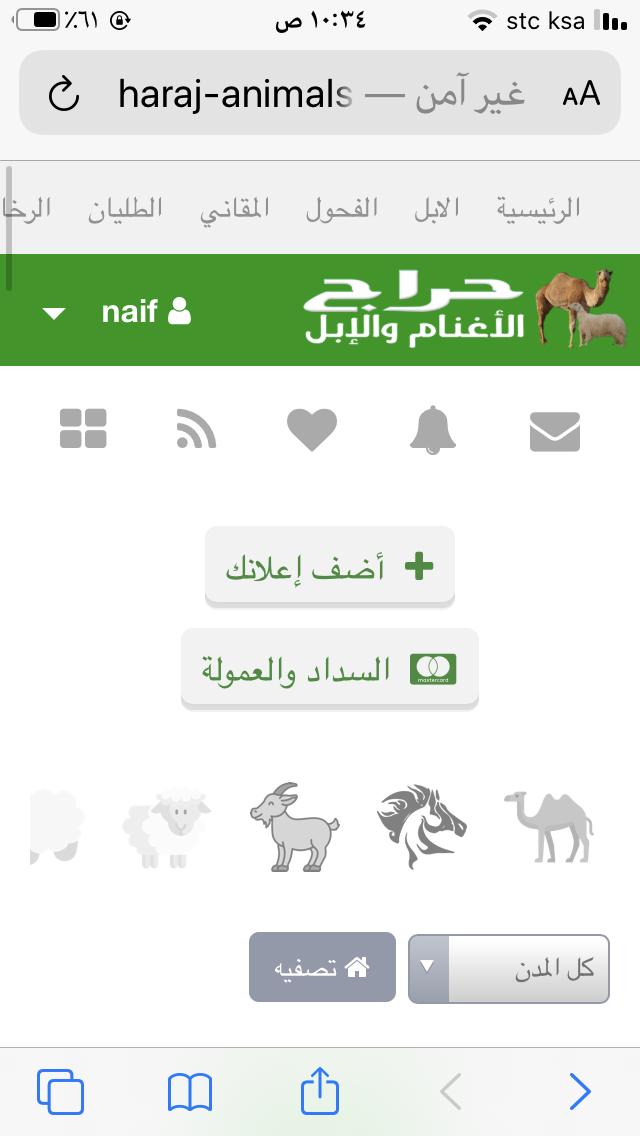 ٪٦١ ١٠:٣٤ ص stc ksa
haraj-animals — غير آمن AA
الرئيسية الابل الفحول المقاني الطليان
naif حراج
الأغنام والإبل
أضف إعلانك
السداد والعمولة
mastercard
كل المدن تصفيه